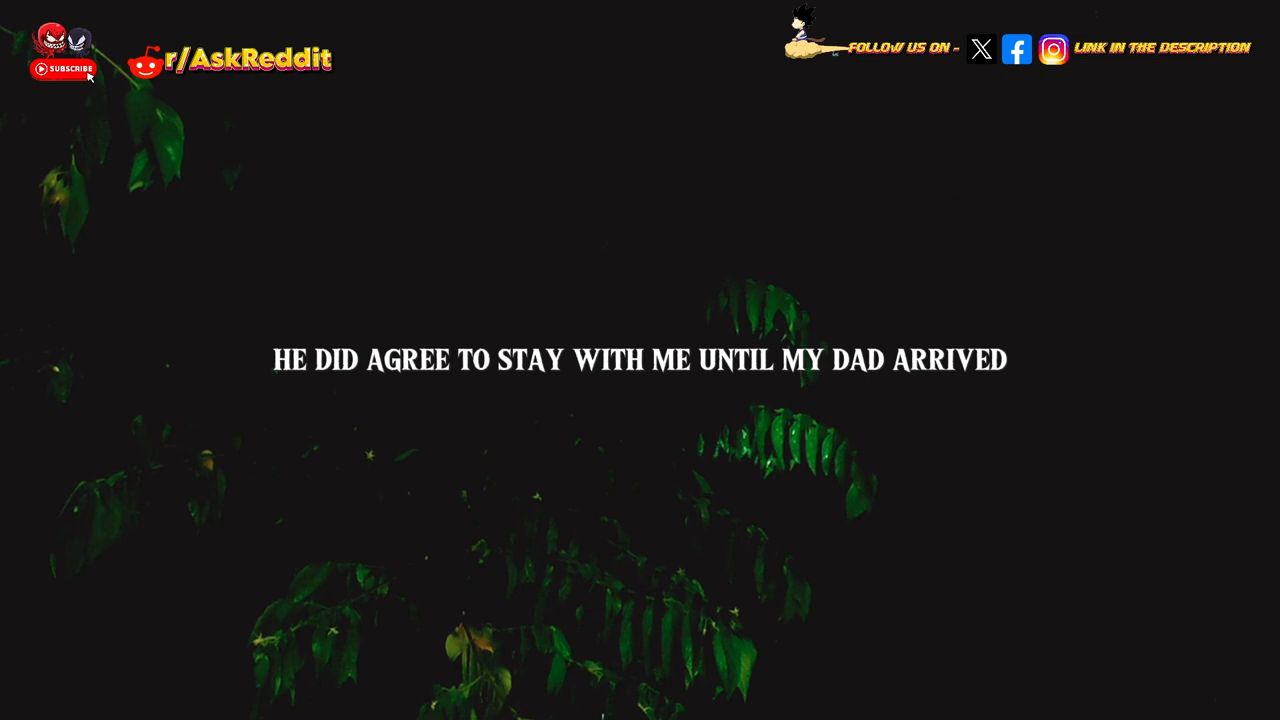 SUBSCRIBE
r/AskReddit
FOLLOW US ON -
LINK IN THE DESCRIPTION
HE DID AGREE TO STAY WITH ME UNTIL MY DAD ARRIVED